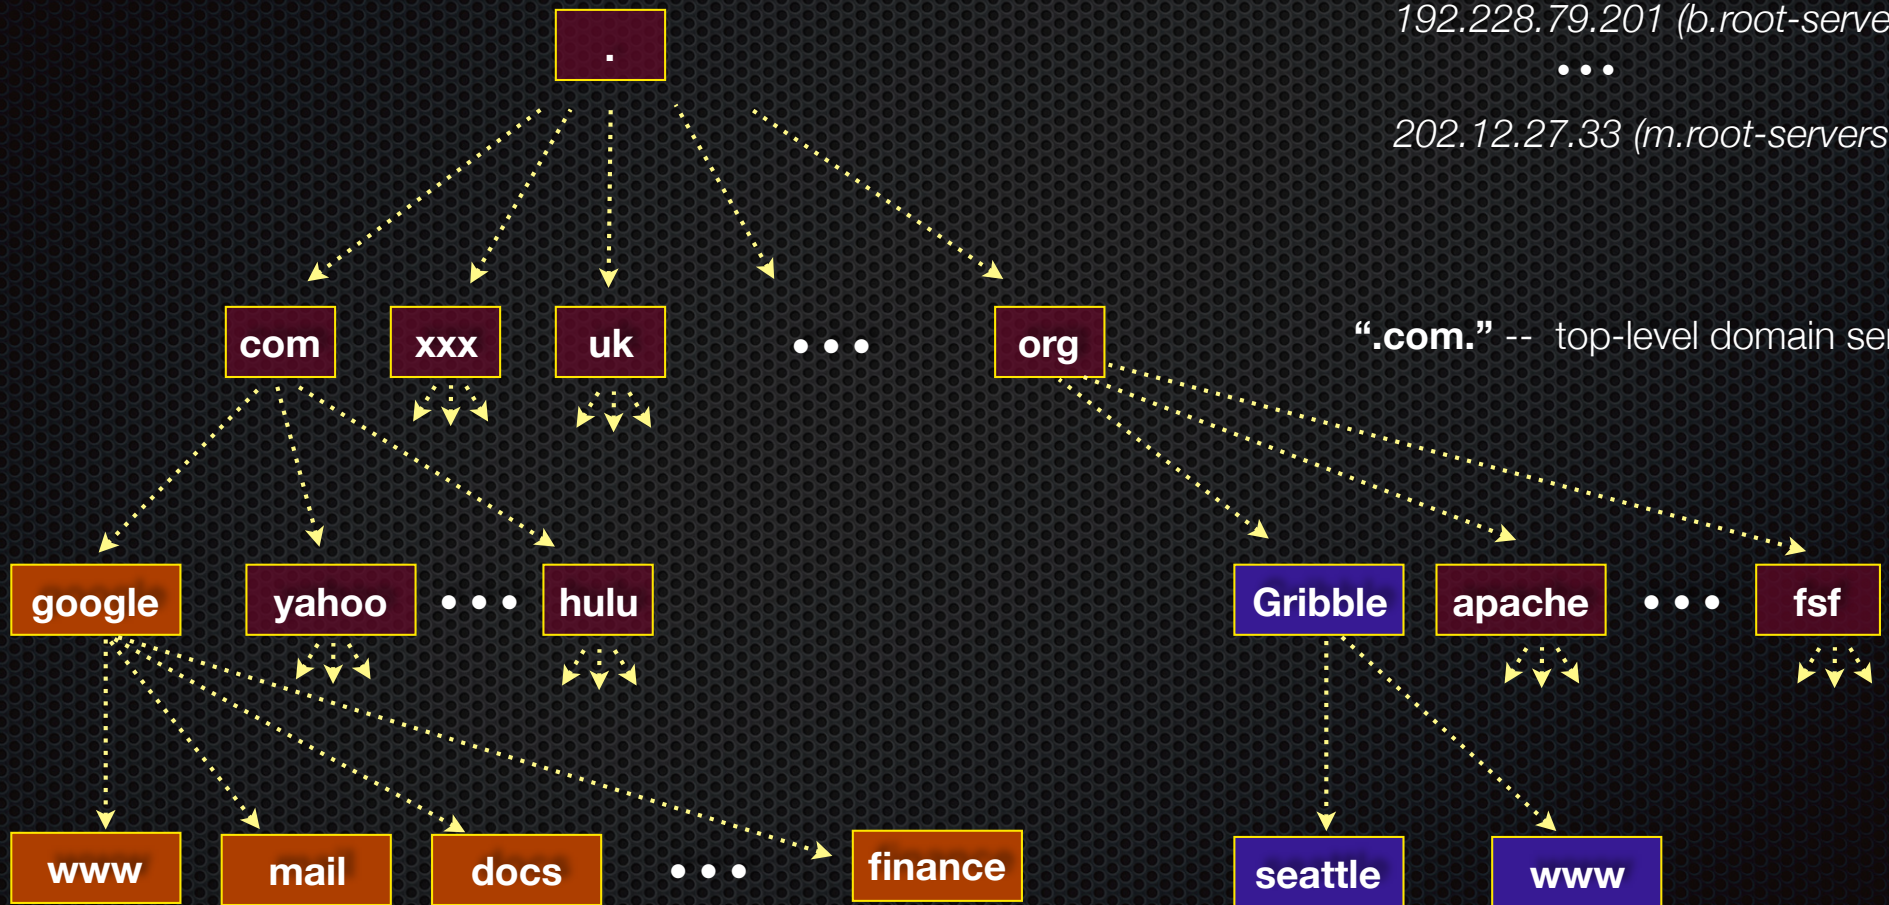 192.228.79.201 (b.root-serve
•••
202.12.27.33 (m.root-servers
.
com xxx uk ••• org
“.com.” -- top-level domain ser
google yahoo ••• hulu Gribble apache ••• fsf
www mail docs ••• finance seattle www